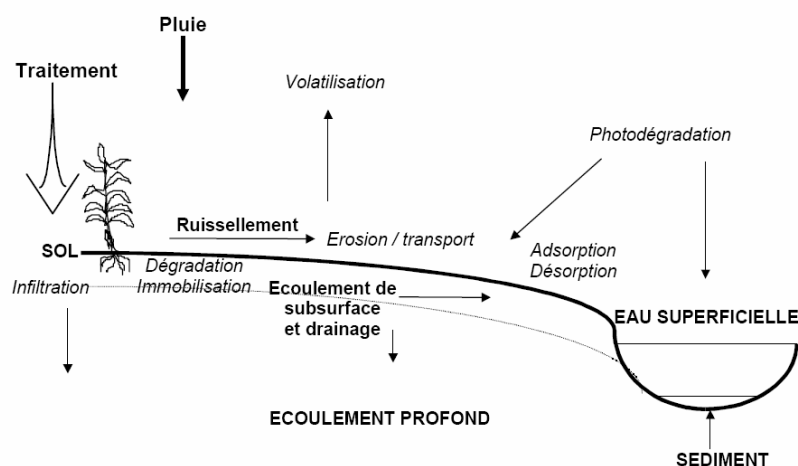 Pluie
Traitement
Volatilisation
Photodégradation
Ruissellement
Erosion / transport
SOL
Adsorption
Désorption
Dégradation
Immobilisation
Infiltration
Ecoulement de
subsurface
et drainage
EAU SUPERFICIELLE
ECOULEMENT PROFOND
SEDIMENT